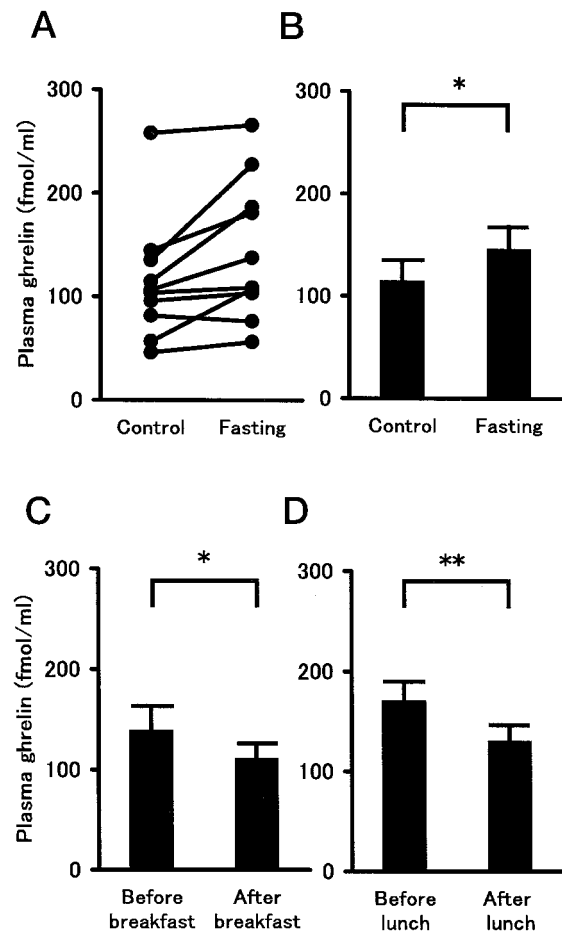 A
Plasma ghrelin (fmol/ml)
300
200
100
0
Control Fasting
B
*
300
200
100
0
Control Fasting
C
Plasma ghrelin (fmol/ml)
*
300
200
100
0
Before breakfast
After breakfast
D
**
300
200
100
0
Before lunch
After lunch